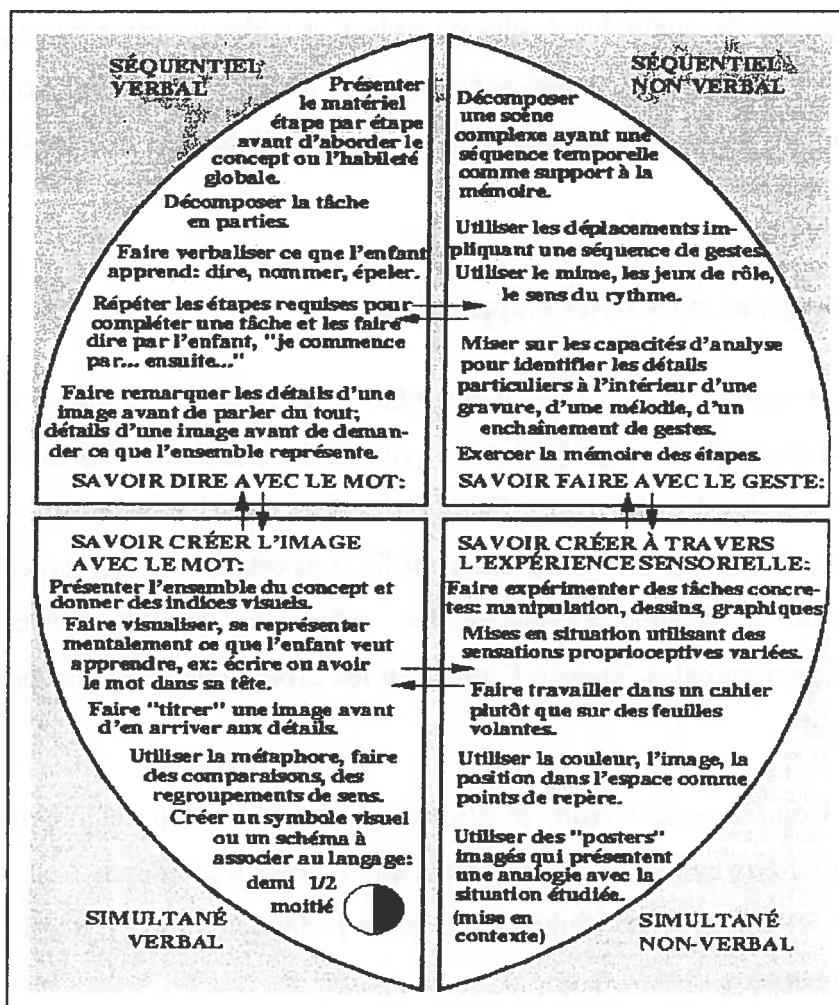 SÉQUENTIEL
VERBAL
Présenter
le matériel
étape par étape
avant d'aborder le
concept ou l'habileté
globale.
Décomposer la tâche
en parties.
Faire verbaliser ce que l'enfant
apprend: dire, nommer, épeler.
Répéter les étapes requises pour
compléter une tâche et les faire
dire par l'enfant, "je commence
par... ensuite..."
Faire remarquer les détails d'une
image avant de parler du tout;
détails d'une image avant de deman-
der ce que l'ensemble représente.
SAVOIR DIRE AVEC LE MOT:
SÉQUENTIEL
NON VERBAL
Décomposer
une scène
complexe ayant une
séquence temporelle
comme support à la
mémoire.
Utiliser les déplacements im-
pliquant une séquence de gestes.
Utiliser le mime, les jeux de rôle,
le sens du rythme.
Miser sur les capacités d'analyse
pour identifier les détails
particuliers à l'intérieur d'une
gravure, d'une mélodie, d'un
enchaînement de gestes.
Exercer la mémoire des étapes.
SAVOIR FAIRE AVEC LE GESTE:
SAVOIR CRÉER L'IMAGE
AVEC LE MOT:
Présenter l'ensemble du concept et
donner des indices visuels.
Faire visualiser, se représenter
mentalement ce que l'enfant veut
apprendre, ex: écrire ou avoir
le mot dans sa tête.
Faire "titrer" une image avant
d'en arriver aux détails.
Utiliser la métaphore, faire
des comparaisons, des
regroupements de sens.
Créer un symbole visuel
ou un schéma à
associer au langage:
demi 1/2
moitié
SIMULTANÉ
VERBAL
SAVOIR CRÉER À TRAVERS
L'EXPÉRIENCE SENSORIELLE:
Faire expérimenter des tâches concrè-
tes: manipulation, dessins, graphiques
Mises en situation utilisant des
sensations proprioceptives variées.
Faire travailler dans un cahier
plutôt que sur des feuilles
volantes.
Utiliser la couleur, l'image, la
position dans l'espace comme
points de repère.
Utiliser des "posters"
imagés qui présentent
une analogie avec la
situation étudiée.
(mise en
contexte)
SIMULTANÉ
NON-VERBAL